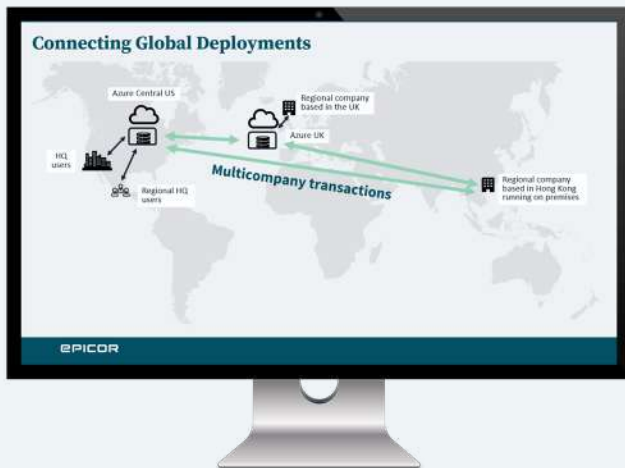 Connecting Global Deployments
Azure Central US
Regional company
based in the UK
Azure UK
HQ
users
Regional HQ
users
Multicompany transactions
Regional company
based in Hong Kong
running on premises
EPICOR